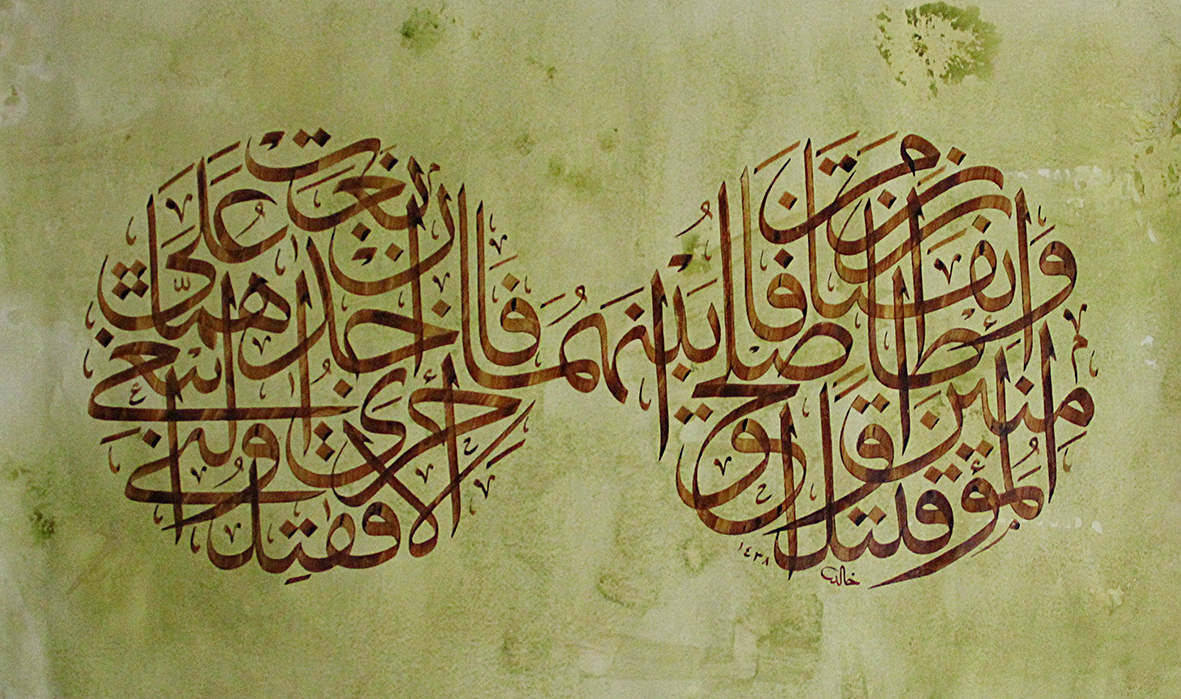 وإن طائفتان من المؤمنين اقتتلوا فأصلحوا بينهما
فإن بغت إحداهما على الأخرى فقاتلوا التي تبغي
خالد
١٤٣٨